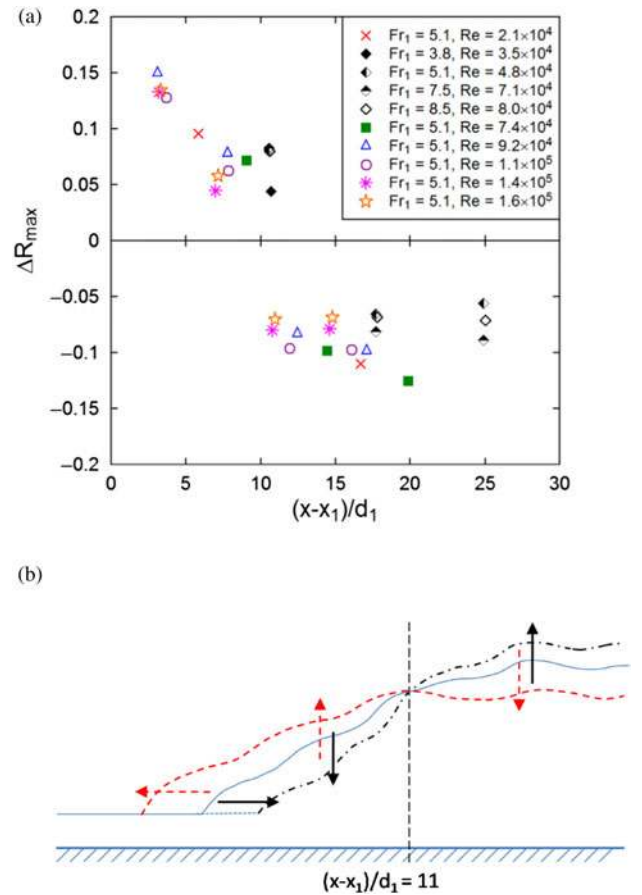 (a)
0.2
0.15
0.1
0.05
0
−0.05
−0.1
−0.15
−0.2
ΔRmax
× Fr1 = 5.1, Re = 2.1×10⁴
◆ Fr1 = 3.8, Re = 3.5×10⁴
Fr1 = 5.1, Re = 4.8×10⁴
Fr1 = 7.5, Re = 7.1×10⁴
◇ Fr1 = 8.5, Re = 8.0×10⁴
■ Fr1 = 5.1, Re = 7.4×10⁴
△ Fr1 = 5.1, Re = 9.2×10⁴
○ Fr1 = 5.1, Re = 1.1×10⁵
✳ Fr1 = 5.1, Re = 1.4×10⁵
☆ Fr1 = 5.1, Re = 1.6×10⁵
0 5 10 15 20 25 30
(x-x1)/d1
(b)
(x-x1)/d1 = 11